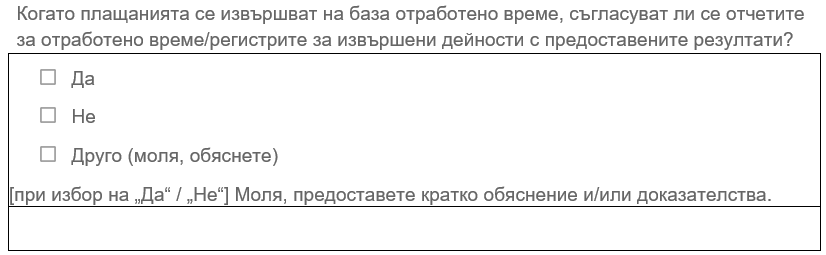 Когато плащанията се извършват на база отработено време, съгласуват ли се отчетите
за отработено време/регистрите за извършени дейности с предоставените резултати?
Да
Не
Друго (моля, обяснете)
[при избор на „Да“ / „Не“] Моля, предоставете кратко обяснение и/или доказателства.